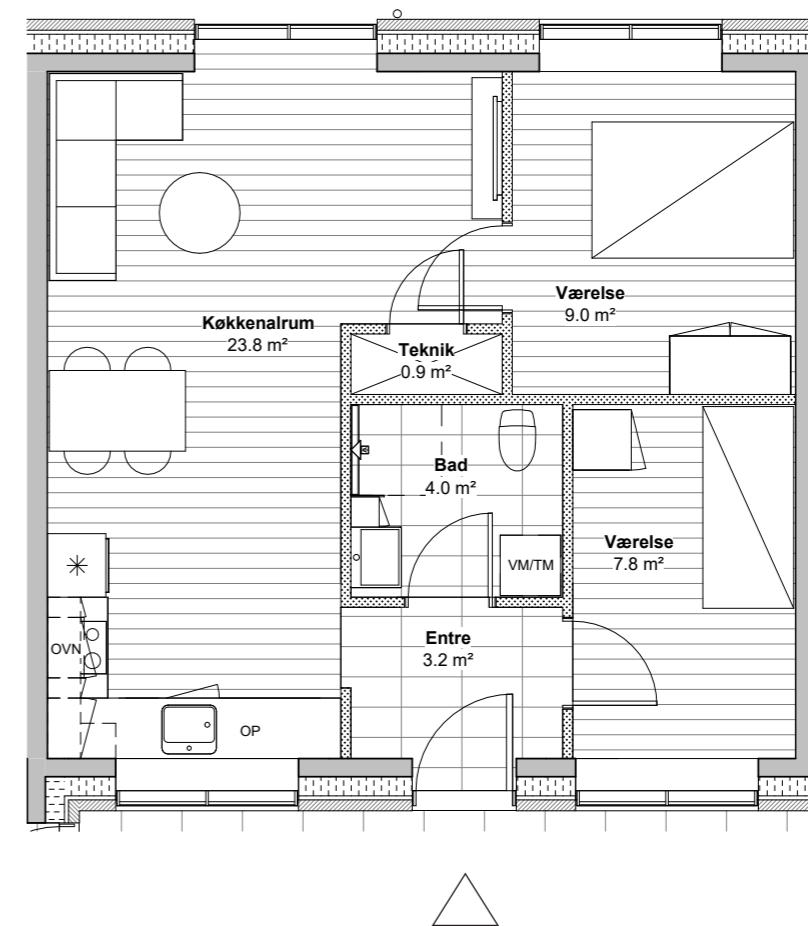 Værelse
9.0 m²
Køkkenalrum
23.8 m²
Teknik
0.9 m²
Bad
4.0 m²
Værelse
7.8 m²
VM/TM
Entre
3.2 m²
OVN
OP